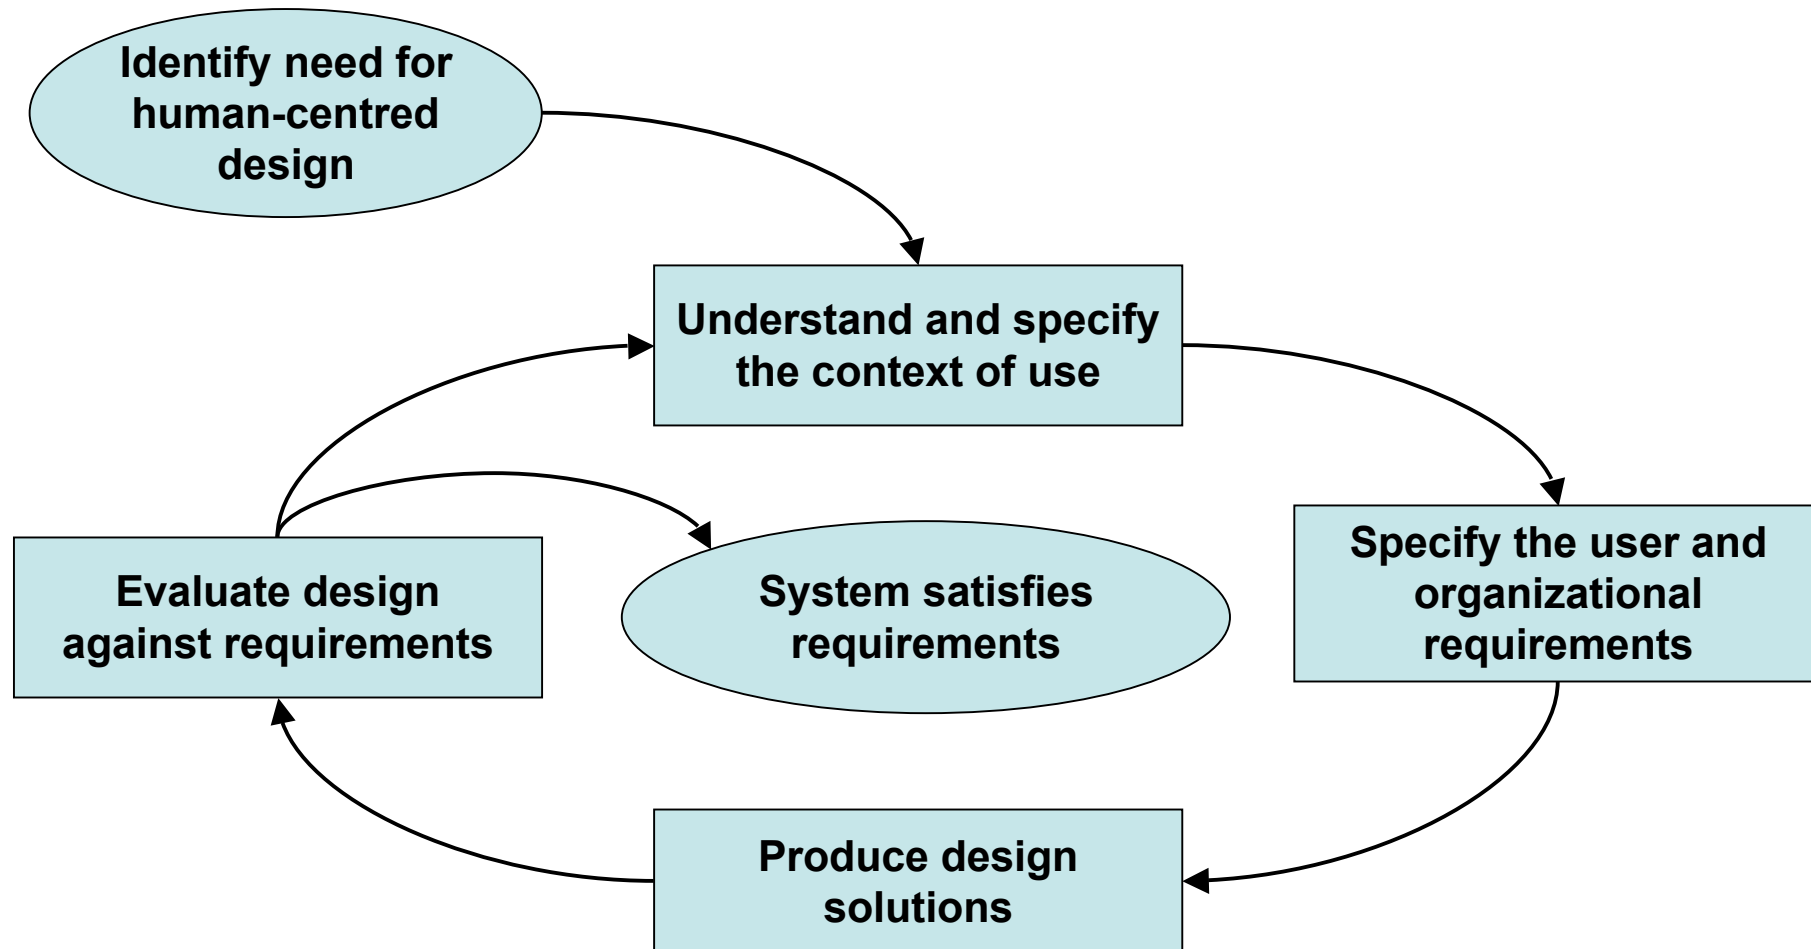 Identify need for
human-centred
design
Understand and specify
the context of use
Specify the user and
organizational
requirements
Evaluate design
against requirements
System satisfies
requirements
Produce design
solutions